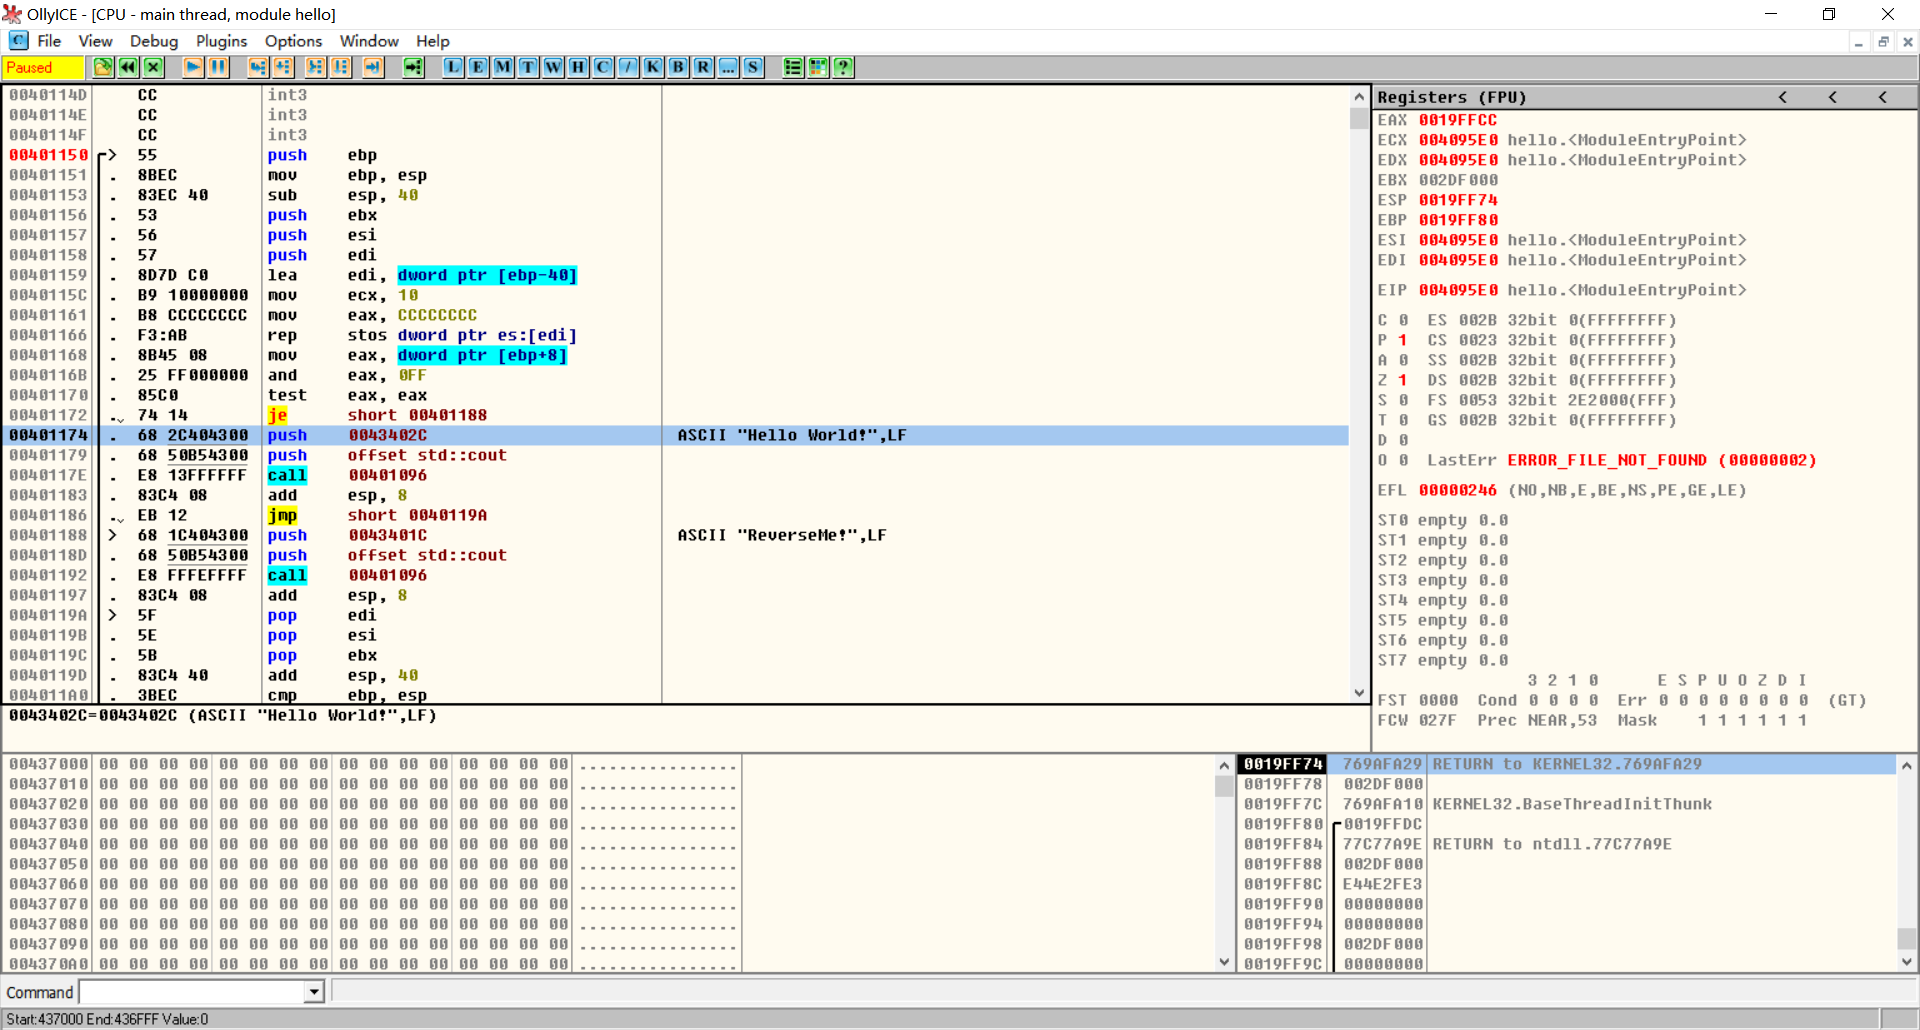 OllyICE - [CPU - main thread, module hello]
C File View Debug Plugins Options Window Help
Paused L E M T W H C / K B R ... S ?
0040114D CC int3
0040114E CC int3
0040114F CC int3
00401150 > 55 push ebp
00401151 . 8BEC mov ebp, esp
00401153 . 83EC 40 sub esp, 40
00401156 . 53 push ebx
00401157 . 56 push esi
00401158 . 57 push edi
00401159 . 8D7D C0 lea edi, dword ptr [ebp-40]
0040115C . B9 10000000 mov ecx, 10
00401161 . B8 CCCCCCCC mov eax, CCCCCCCC
00401166 . F3:AB rep stos dword ptr es:[edi]
00401168 . 8B45 08 mov eax, dword ptr [ebp+8]
0040116B . 25 FF000000 and eax, 0FF
00401170 . 85C0 test eax, eax
00401172 . 74 14 je short 00401188
00401174 . 68 2C404300 push 0043402C ASCII "Hello World!",LF
00401179 . 68 50B54300 push offset std::cout
0040117E . E8 13FFFFFF call 00401096
00401183 . 83C4 08 add esp, 8
00401186 . EB 12 jmp short 0040119A
00401188 > 68 1C404300 push 0043401C ASCII "ReverseMe!",LF
0040118D . 68 50B54300 push offset std::cout
00401192 . E8 FFFEFFFF call 00401096
00401197 . 83C4 08 add esp, 8
0040119A > 5F pop edi
0040119B . 5E pop esi
0040119C . 5B pop ebx
0040119D . 83C4 40 add esp, 40
004011A0 . 3BEC cmp ebp, esp
0043402C=0043402C (ASCII "Hello World!",LF)
Registers (FPU) < < <
EAX 0019FFCC
ECX 004095E0 hello.<ModuleEntryPoint>
EDX 004095E0 hello.<ModuleEntryPoint>
EBX 002DF000
ESP 0019FF74
EBP 0019FF80
ESI 004095E0 hello.<ModuleEntryPoint>
EDI 004095E0 hello.<ModuleEntryPoint>
EIP 004095E0 hello.<ModuleEntryPoint>
C 0 ES 002B 32bit 0(FFFFFFFF)
P 1 CS 0023 32bit 0(FFFFFFFF)
A 0 SS 002B 32bit 0(FFFFFFFF)
Z 1 DS 002B 32bit 0(FFFFFFFF)
S 0 FS 0053 32bit 2E2000(FFF)
T 0 GS 002B 32bit 0(FFFFFFFF)
D 0
O 0 LastErr ERROR_FILE_NOT_FOUND (00000002)
EFL 00000246 (NO,NB,E,BE,NS,PE,GE,LE)
ST0 empty 0.0
ST1 empty 0.0
ST2 empty 0.0
ST3 empty 0.0
ST4 empty 0.0
ST5 empty 0.0
ST6 empty 0.0
ST7 empty 0.0
3 2 1 0 E S P U O Z D I
FST 0000 Cond 0 0 0 0 Err 0 0 0 0 0 0 0 0 (GT)
FCW 027F Prec NEAR,53 Mask 1 1 1 1 1 1
00437000 00 00 00 00 00 00 00 00 00 00 00 00 00 00 00 00 ................
00437010 00 00 00 00 00 00 00 00 00 00 00 00 00 00 00 00 ................
00437020 00 00 00 00 00 00 00 00 00 00 00 00 00 00 00 00 ................
00437030 00 00 00 00 00 00 00 00 00 00 00 00 00 00 00 00 ................
00437040 00 00 00 00 00 00 00 00 00 00 00 00 00 00 00 00 ................
00437050 00 00 00 00 00 00 00 00 00 00 00 00 00 00 00 00 ................
00437060 00 00 00 00 00 00 00 00 00 00 00 00 00 00 00 00 ................
00437070 00 00 00 00 00 00 00 00 00 00 00 00 00 00 00 00 ................
00437080 00 00 00 00 00 00 00 00 00 00 00 00 00 00 00 00 ................
00437090 00 00 00 00 00 00 00 00 00 00 00 00 00 00 00 00 ................
004370A0 00 00 00 00 00 00 00 00 00 00 00 00 00 00 00 00 ................
0019FF74 769AFA29 RETURN to KERNEL32.769AFA29
0019FF78 002DF000
0019FF7C 769AFA10 KERNEL32.BaseThreadInitThunk
0019FF80 0019FFDC
0019FF84 77C77A9E RETURN to ntdll.77C77A9E
0019FF88 002DF000
0019FF8C E44E2FE3
0019FF90 00000000
0019FF94 00000000
0019FF98 002DF000
0019FF9C 00000000
Command
Start:437000 End:436FFF Value:0